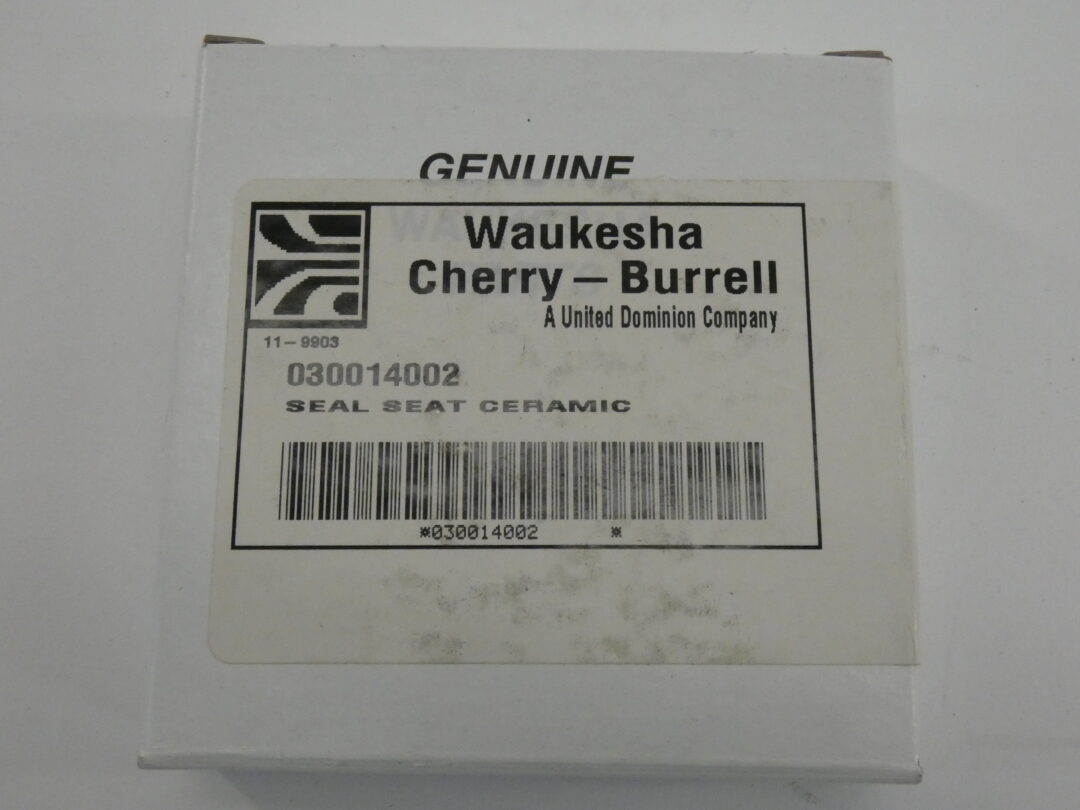 GENUINE
Waukesha
Cherry – Burrell
A United Dominion Company
11-9903
030014002
SEAL SEAT CERAMIC
*030014002 *